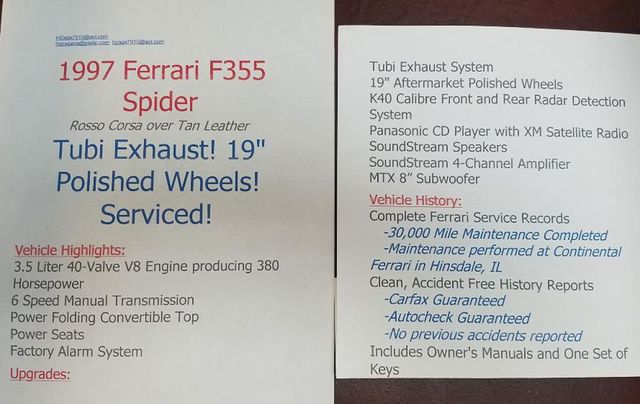 1997 Ferrari F355
Spider
Rosso Corsa over Tan Leather
Tubi Exhaust! 19"
Polished Wheels!
Serviced!
Vehicle Highlights:
3.5 Liter 40-Valve V8 Engine producing 380
Horsepower
6 Speed Manual Transmission
Power Folding Convertible Top
Power Seats
Factory Alarm System
Upgrades:
Tubi Exhaust System
19" Aftermarket Polished Wheels
K40 Calibre Front and Rear Radar Detection
System
Panasonic CD Player with XM Satellite Radio
SoundStream Speakers
SoundStream 4-Channel Amplifier
MTX 8” Subwoofer
Vehicle History:
Complete Ferrari Service Records
-30,000 Mile Maintenance Completed
-Maintenance performed at Continental
Ferrari in Hinsdale, IL
Clean, Accident Free History Reports
-Carfax Guaranteed
-Autocheck Guaranteed
-No previous accidents reported
Includes Owner's Manuals and One Set of
Keys